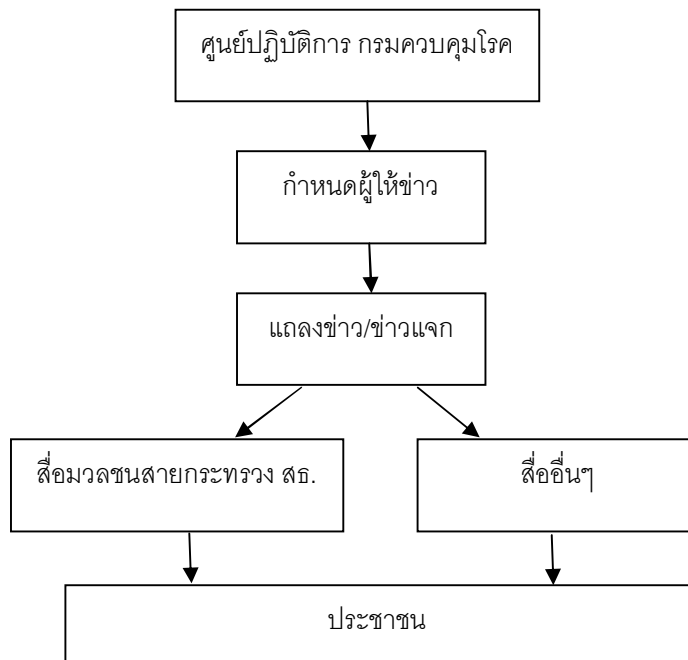 ศูนย์ปฏิบัติการ กรมควบคุมโรค
กำหนดผู้ให้ข่าว
แถลงข่าว/ข่าวแจก
สื่อมวลชนสายกระทรวง สธ.
สื่ออื่นๆ
ประชาชน